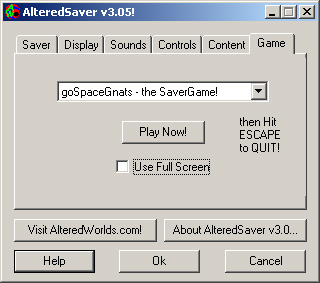 AlteredSaver v3.05!
Saver Display Sounds Controls Content Game
goSpaceGnats - the SaverGame!
Play Now!
then Hit
ESCAPE
to QUIT!
Use Full Screen
Visit AlteredWorlds.com! About AlteredSaver v3.0...
Help Ok Cancel